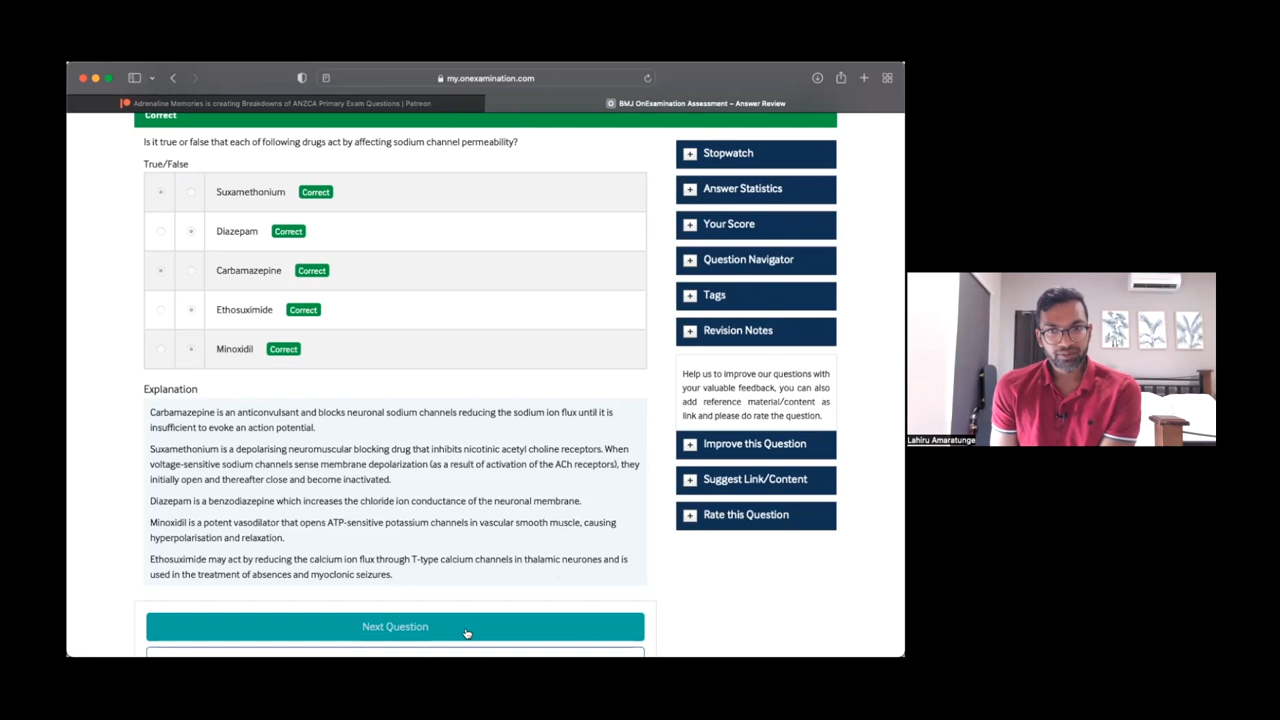 my.onexamination.com
Adrenaline Memories is creating Breakdowns of ANZCA Primary Exam Questions | Patreon
G BMJ OnExamination Assessment – Answer Review
Correct
Is it true or false that each of following drugs act by affecting sodium channel permeability?
True/False
Suxamethonium Correct
Diazepam Correct
Carbamazepine Correct
Ethosuximide Correct
Minoxidil Correct
Explanation
Carbamazepine is an anticonvulsant and blocks neuronal sodium channels reducing the sodium ion flux until it is
insufficient to evoke an action potential.
Suxamethonium is a depolarising neuromuscular blocking drug that inhibits nicotinic acetyl choline receptors. When
voltage-sensitive sodium channels sense membrane depolarization (as a result of activation of the ACh receptors), they
initially open and thereafter close and become inactivated.
Diazepam is a benzodiazepine which increases the chloride ion conductance of the neuronal membrane.
Minoxidil is a potent vasodilator that opens ATP-sensitive potassium channels in vascular smooth muscle, causing
hyperpolarisation and relaxation.
Ethosuximide may act by reducing the calcium ion flux through T-type calcium channels in thalamic neurones and is
used in the treatment of absences and myoclonic seizures.
Next Question
+ Stopwatch
+ Answer Statistics
+ Your Score
+ Question Navigator
+ Tags
+ Revision Notes
Help us to improve our questions with
your valuable feedback, you can also
add reference material/content as
link and please do rate the question.
+ Improve this Question
+ Suggest Link/Content
+ Rate this Question
Lahiru Amaratunge